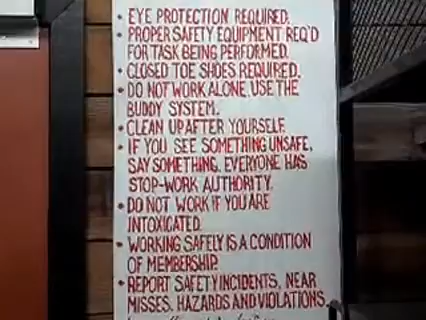 • EYE PROTECTION REQUIRED.
• PROPER SAFETY EQUIPMENT REQ'D
FOR TASK BEING PERFORMED.
• CLOSED TOE SHOES REQUIRED.
• DO NOT WORK ALONE, USE THE
BUDDY SYSTEM.
• CLEAN UP AFTER YOURSELF.
• IF YOU SEE SOMETHING UNSAFE,
SAY SOMETHING. EVERYONE HAS
STOP-WORK AUTHORITY.
• DO NOT WORK IF YOU ARE
INTOXICATED.
• WORKING SAFELY IS A CONDITION
OF MEMBERSHIP.
• REPORT SAFETY INCIDENTS, NEAR
MISSES, HAZARDS AND VIOLATIONS.